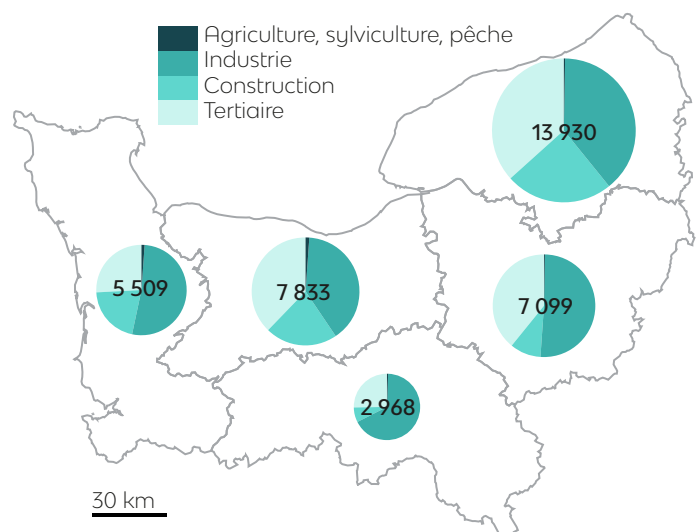 Agriculture, sylviculture, pêche
Industrie
Construction
Tertiaire
13 930
5 509
7 833
7 099
2 968
30 km